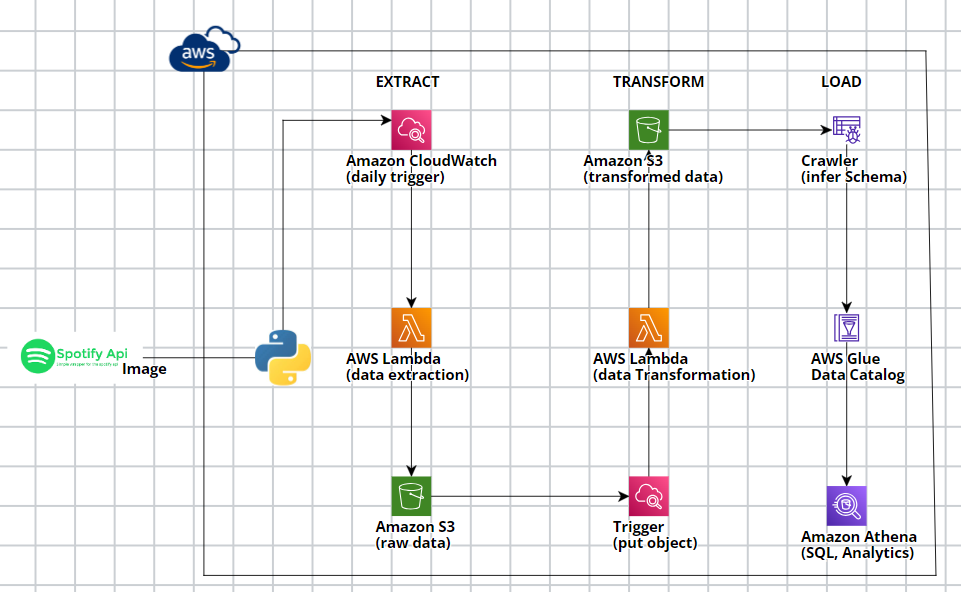 aws
EXTRACT
TRANSFORM
LOAD
Amazon CloudWatch
(daily trigger)
Amazon S3
(transformed data)
Crawler
(infer Schema)
Spotify Api
Image
AWS Lambda
(data extraction)
AWS Lambda
(data Transformation)
AWS Glue
Data Catalog
Amazon S3
(raw data)
Trigger
(put object)
Amazon Athena
(SQL, Analytics)